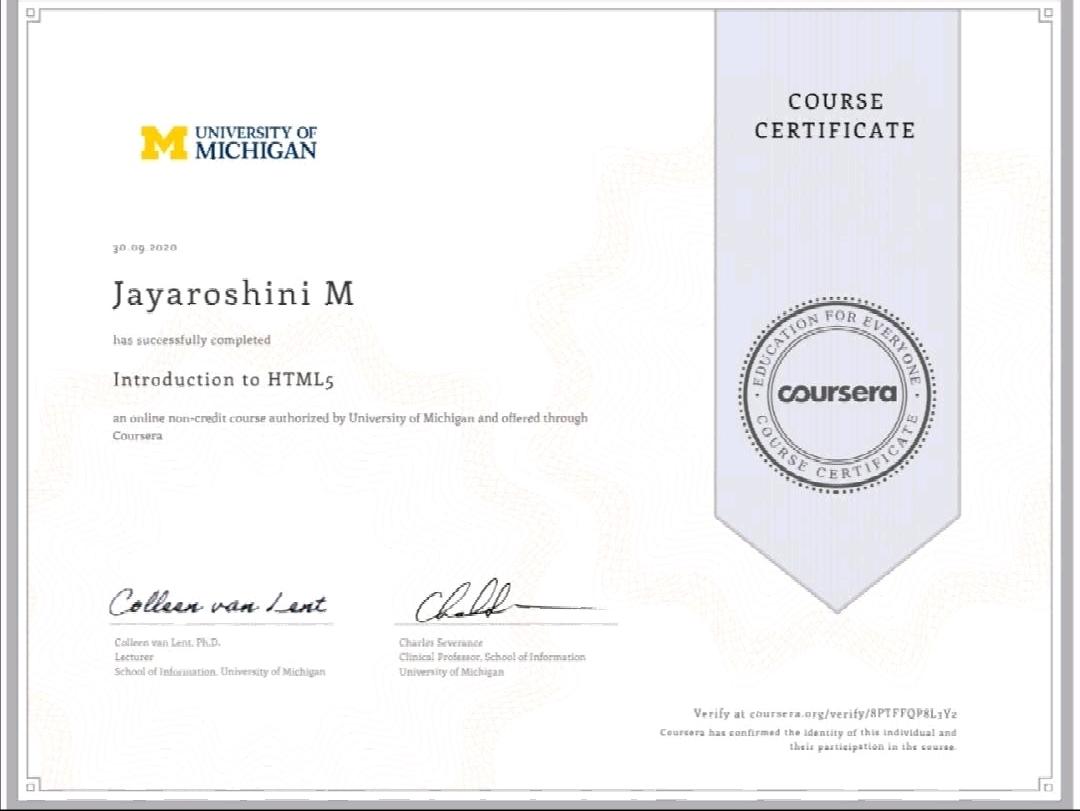 COURSE
CERTIFICATE
UNIVERSITY OF
MICHIGAN
30.09.2020
Jayaroshini M
has successfully completed
Introduction to HTML5
an online non-credit course authorized by University of Michigan and offered through
Coursera
EDUCATION FOR EVERYONE
coursera
COURSE CERTIFICATE
Colleen van Lent
Colleen van Lent, Ph.D.
Lecturer
School of Information, University of Michigan
Charles Severance
Clinical Professor, School of Information
University of Michigan
Verify at coursera.org/verify/8PTFFQP8L3Y2
Coursera has confirmed the identity of this individual and
their participation in the course.